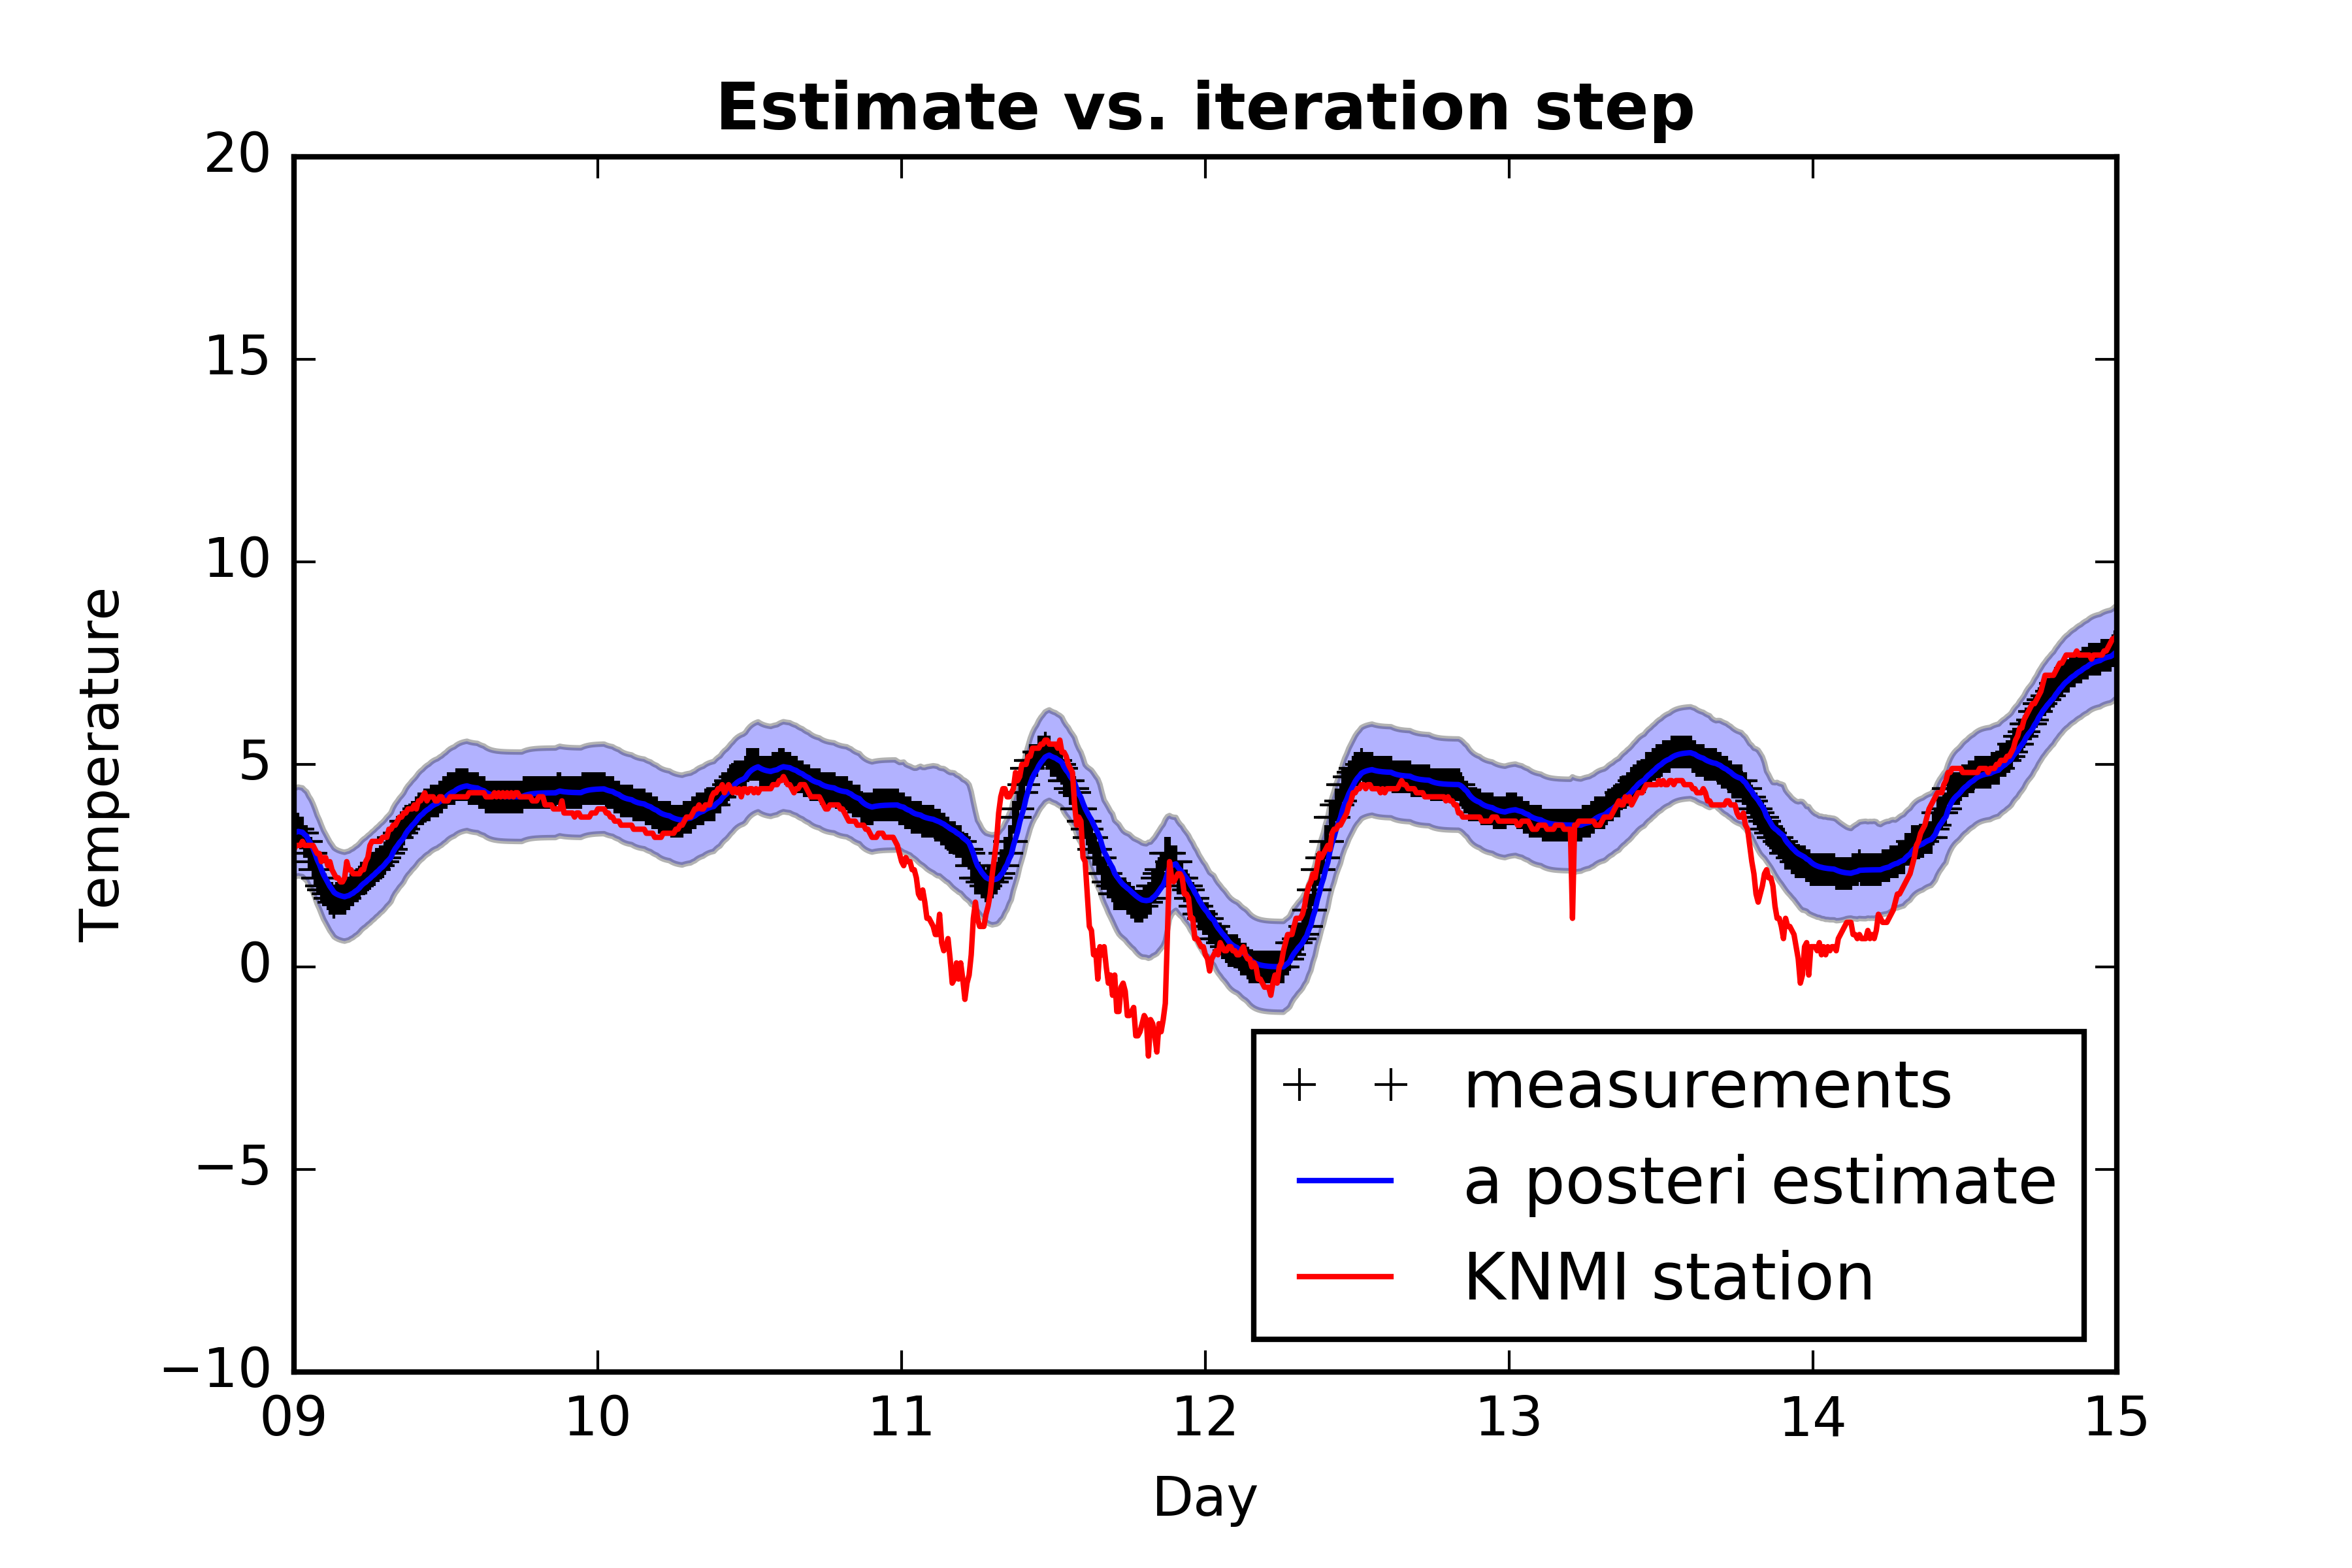 Estimate vs. iteration step
20
15
10
5
0
−5
−10
Temperature
measurements
a posteri estimate
KNMI station
09 10 11 12 13 14 15
Day